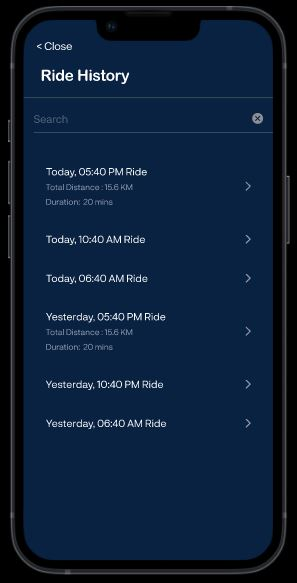 < Close
Ride History
Search
Today, 05:40 PM Ride
Total Distance : 15.6 KM
Duration: 20 mins
Today, 10:40 AM Ride
Today, 06:40 AM Ride
Yesterday, 05:40 PM Ride
Total Distance : 15.6 KM
Duration: 20 mins
Yesterday, 10:40 PM Ride
Yesterday, 06:40 AM Ride